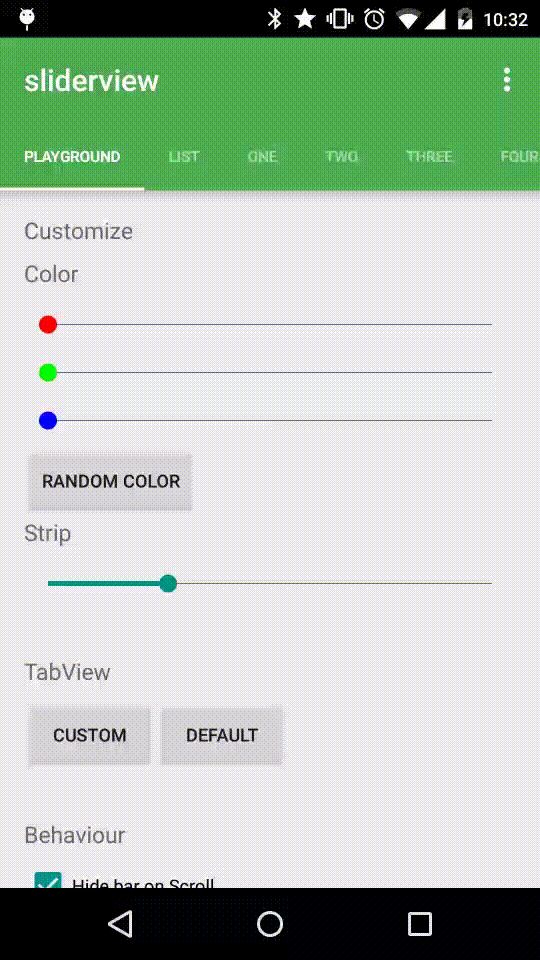 10:32
sliderview
PLAYGROUND LIST ONE TWO THREE FOUR
Customize
Color
RANDOM COLOR
Strip
TabView
CUSTOM DEFAULT
Behaviour
Hide bar on Scroll